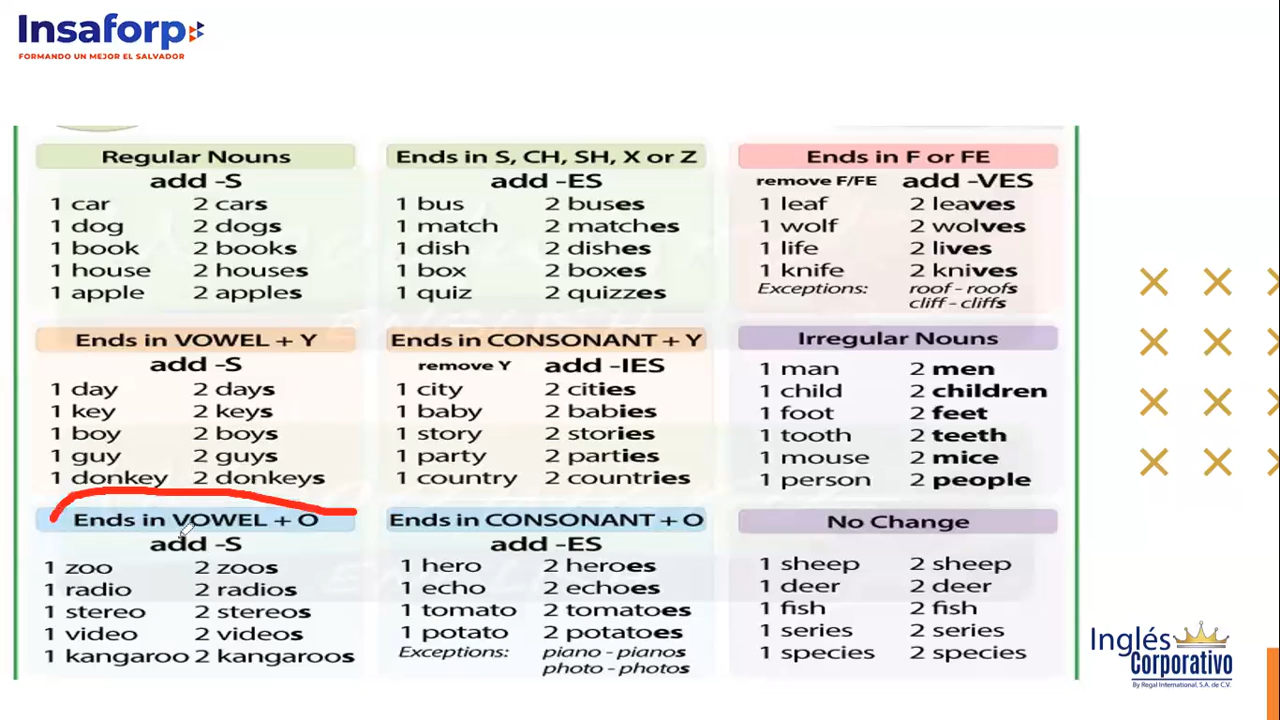 Insaforp
FORMANDO UN MEJOR EL SALVADOR
Regular Nouns
add -S
1 car 2 cars
1 dog 2 dogs
1 book 2 books
1 house 2 houses
1 apple 2 apples
Ends in S, CH, SH, X or Z
add -ES
1 bus 2 buses
1 match 2 matches
1 dish 2 dishes
1 box 2 boxes
1 quiz 2 quizzes
Ends in F or FE
remove F/FE add -VES
1 leaf 2 leaves
1 wolf 2 wolves
1 life 2 lives
1 knife 2 knives
Exceptions: roof - roofs
cliff - cliffs
Ends in VOWEL + Y
add -S
1 day 2 days
1 key 2 keys
1 boy 2 boys
1 guy 2 guys
1 donkey 2 donkeys
Ends in CONSONANT + Y
remove Y add -IES
1 city 2 cities
1 baby 2 babies
1 story 2 stories
1 party 2 parties
1 country 2 countries
Irregular Nouns
1 man 2 men
1 child 2 children
1 foot 2 feet
1 tooth 2 teeth
1 mouse 2 mice
1 person 2 people
Ends in VOWEL + O
add -S
1 zoo 2 zoos
1 radio 2 radios
1 stereo 2 stereos
1 video 2 videos
1 kangaroo 2 kangaroos
Ends in CONSONANT + O
add -ES
1 hero 2 heroes
1 echo 2 echoes
1 tomato 2 tomatoes
1 potato 2 potatoes
Exceptions: piano - pianos
photo - photos
No Change
1 sheep 2 sheep
1 deer 2 deer
1 fish 2 fish
1 series 2 series
1 species 2 species
Inglés
Corporativo
By Regal International, S.A. de C.V.